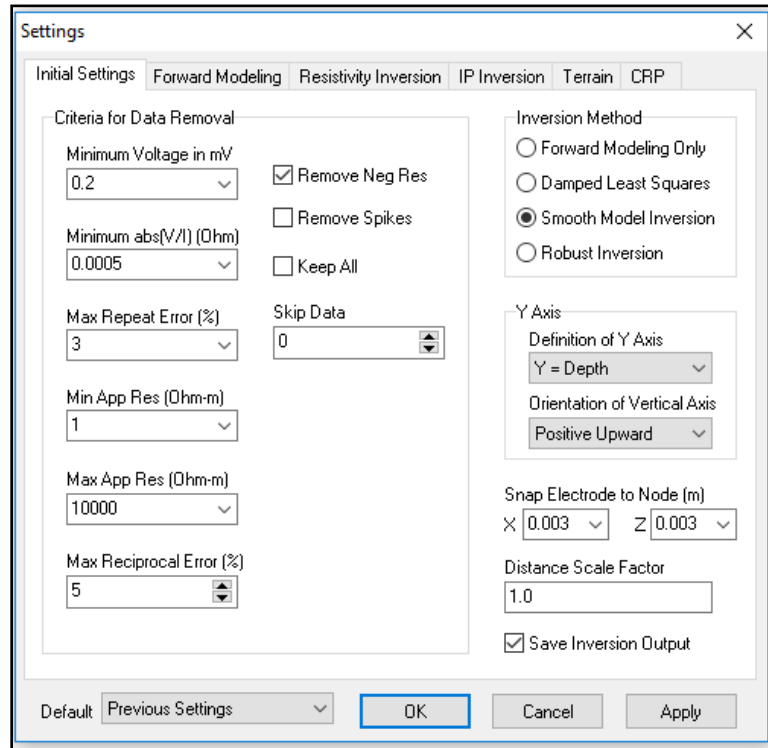 Settings
Initial Settings Forward Modeling Resistivity Inversion IP Inversion Terrain CRP
Criteria for Data Removal
Minimum Voltage in mV
0.2
Minimum abs(V/I) (Ohm)
0.0005
Max Repeat Error (%)
3
Min App Res (Ohm-m)
1
Max App Res (Ohm-m)
10000
Max Reciprocal Error (%)
5
Remove Neg Res
Remove Spikes
Keep All
Skip Data
0
Inversion Method
Forward Modeling Only
Damped Least Squares
Smooth Model Inversion
Robust Inversion
Y Axis
Definition of Y Axis
Y = Depth
Orientation of Vertical Axis
Positive Upward
Snap Electrode to Node (m)
X 0.003 Z 0.003
Distance Scale Factor
1.0
Save Inversion Output
Default Previous Settings OK Cancel Apply